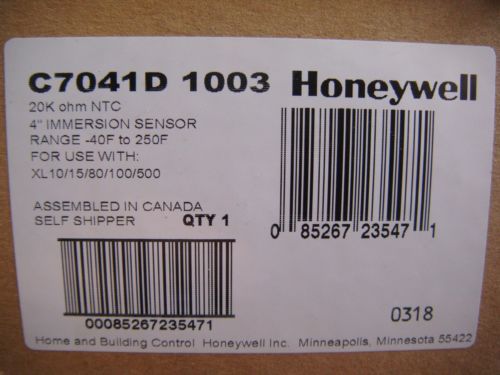 C7041D 1003 Honeywell
20K ohm NTC
4" IMMERSION SENSOR
RANGE -40F to 250F
FOR USE WITH:
XL10/15/80/100/500
ASSEMBLED IN CANADA
SELF SHIPPER QTY 1
0 85267 23547 1
00085267235471
0318
Home and Building Control Honeywell Inc. Minneapolis, Minnesota 55422